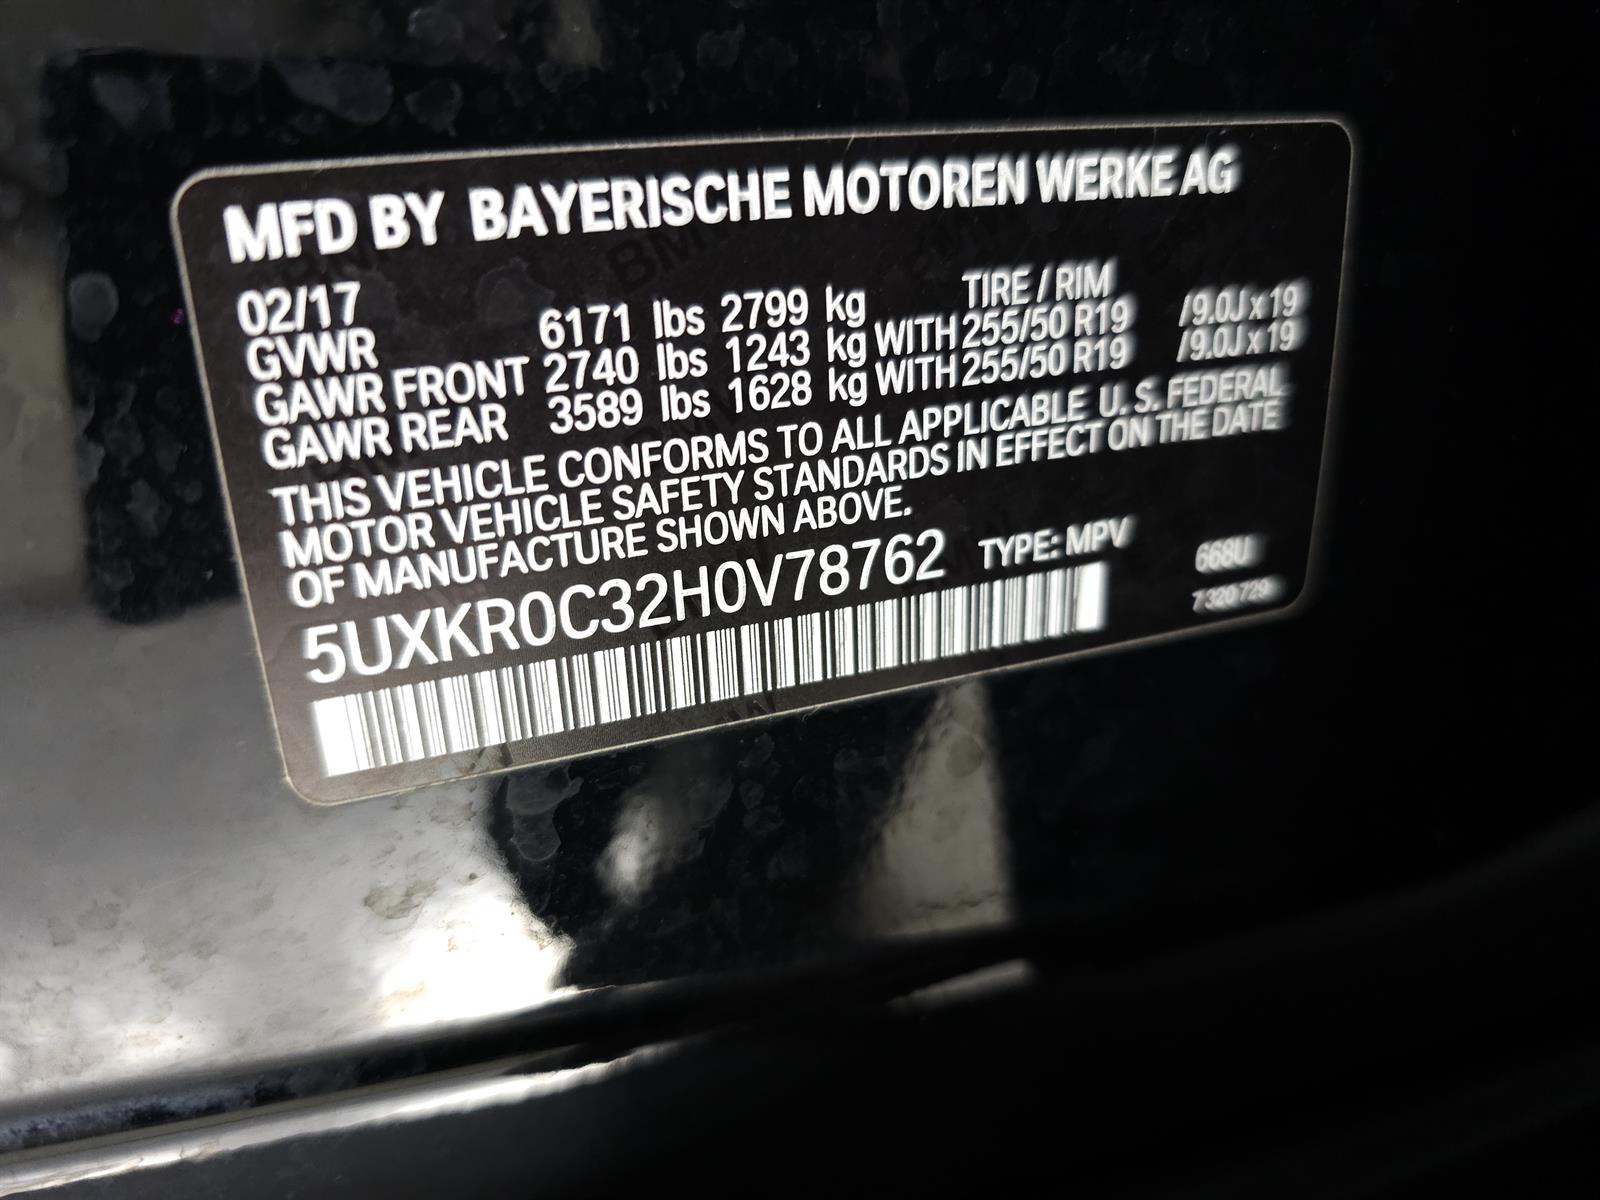 MFD BY BAYERISCHE MOTOREN WERKE AG
02/17 TIRE / RIM
GVWR 6171 lbs 2799 kg
GAWR FRONT 2740 lbs 1243 kg WITH 255/50 R19 /9.0J x 19
GAWR REAR 3589 lbs 1628 kg WITH 255/50 R19 /9.0J x 19
THIS VEHICLE CONFORMS TO ALL APPLICABLE U.S. FEDERAL
MOTOR VEHICLE SAFETY STANDARDS IN EFFECT ON THE DATE
OF MANUFACTURE SHOWN ABOVE.
5UXKR0C32H0V78762 TYPE: MPV 668U
7 320 729